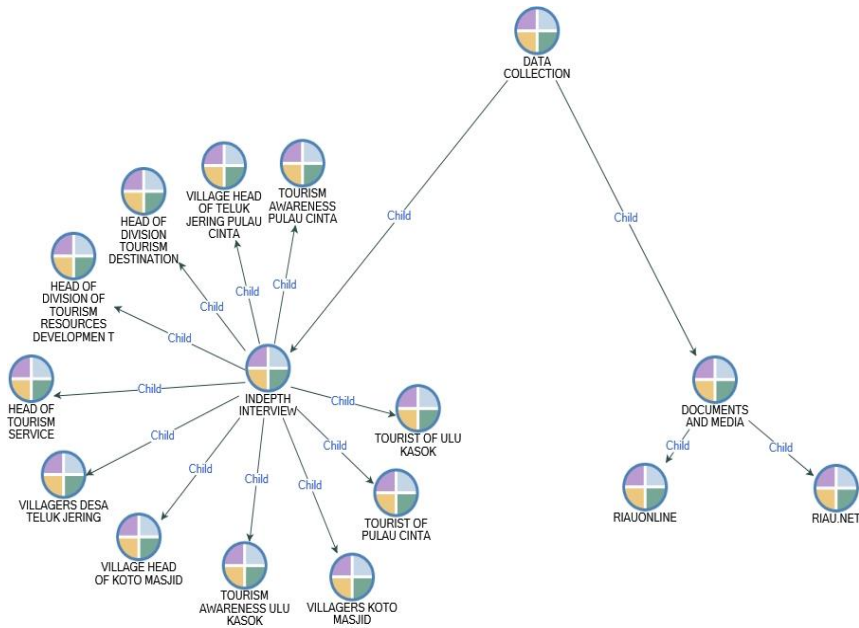 DATA
COLLECTION
Child
Child
TOURISM
AWARENESS
PULAU CINTA
VILLAGE HEAD
OF TELUK
JERING PULAU
CINTA
HEAD OF
DIVISION
TOURISM
DESTINATION
HEAD OF
DIVISION OF
TOURISM
RESOURCES
DEVELOPMEN T
Child
Child
Child
Child
INDEPTH
INTERVIEW
Child
HEAD OF
TOURISM
SERVICE
Child
TOURIST OF ULU
KASOK
DOCUMENTS
AND MEDIA
Child
Child
Child
Child
Child
Child
Child
Child
VILLAGERS DESA
TELUK JERING
TOURIST OF
PULAU CINTA
RIAUONLINE
RIAU.NET
VILLAGE HEAD
OF KOTO MASJID
TOURISM
AWARENESS ULU
KASOK
VILLAGERS KOTO
MASJID